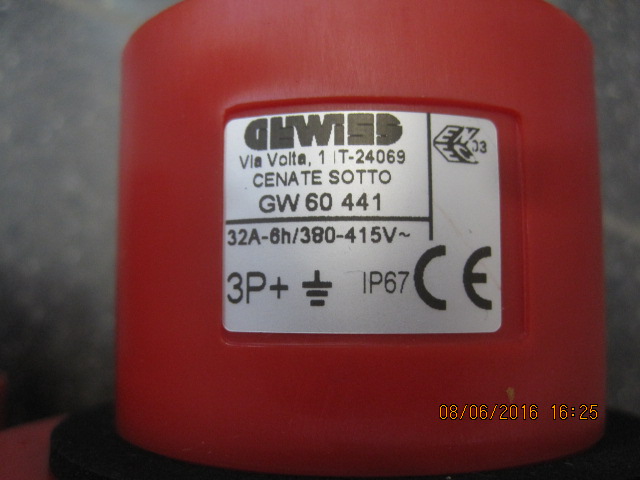 GEWISS
Via Volta, 1 IT-24069
CENATE SOTTO
GW 60 441
32A-6h/380-415V~
3P+ IP67 CE
03
08/06/2016 16:25